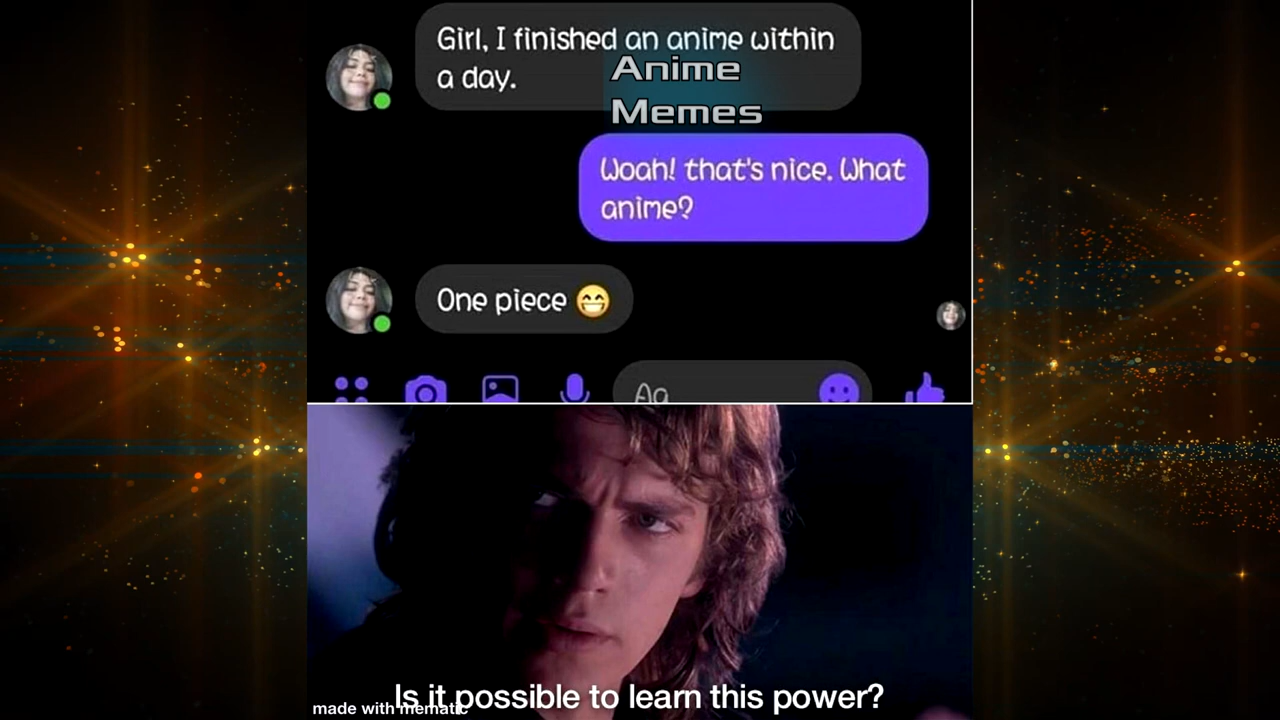 Girl, I finished an anime within
a day.
Anime
Memes
Woah! that's nice. What
anime?
One piece 😁
Aa
Is it possible to learn this power?
made with mematic